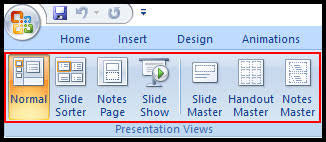 Home Insert Design Animations
Normal Slide Sorter Notes Page Slide Show Slide Master Handout Master Notes Master
Presentation Views